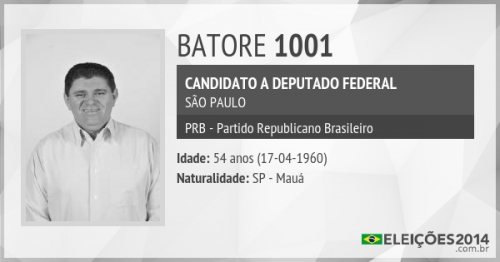 BATORE 1001
CANDIDATO A DEPUTADO FEDERAL
SÃO PAULO
PRB - Partido Republicano Brasileiro
Idade: 54 anos (17-04-1960)
Naturalidade: SP - Mauá
ELEIÇÕES2014
.com.br